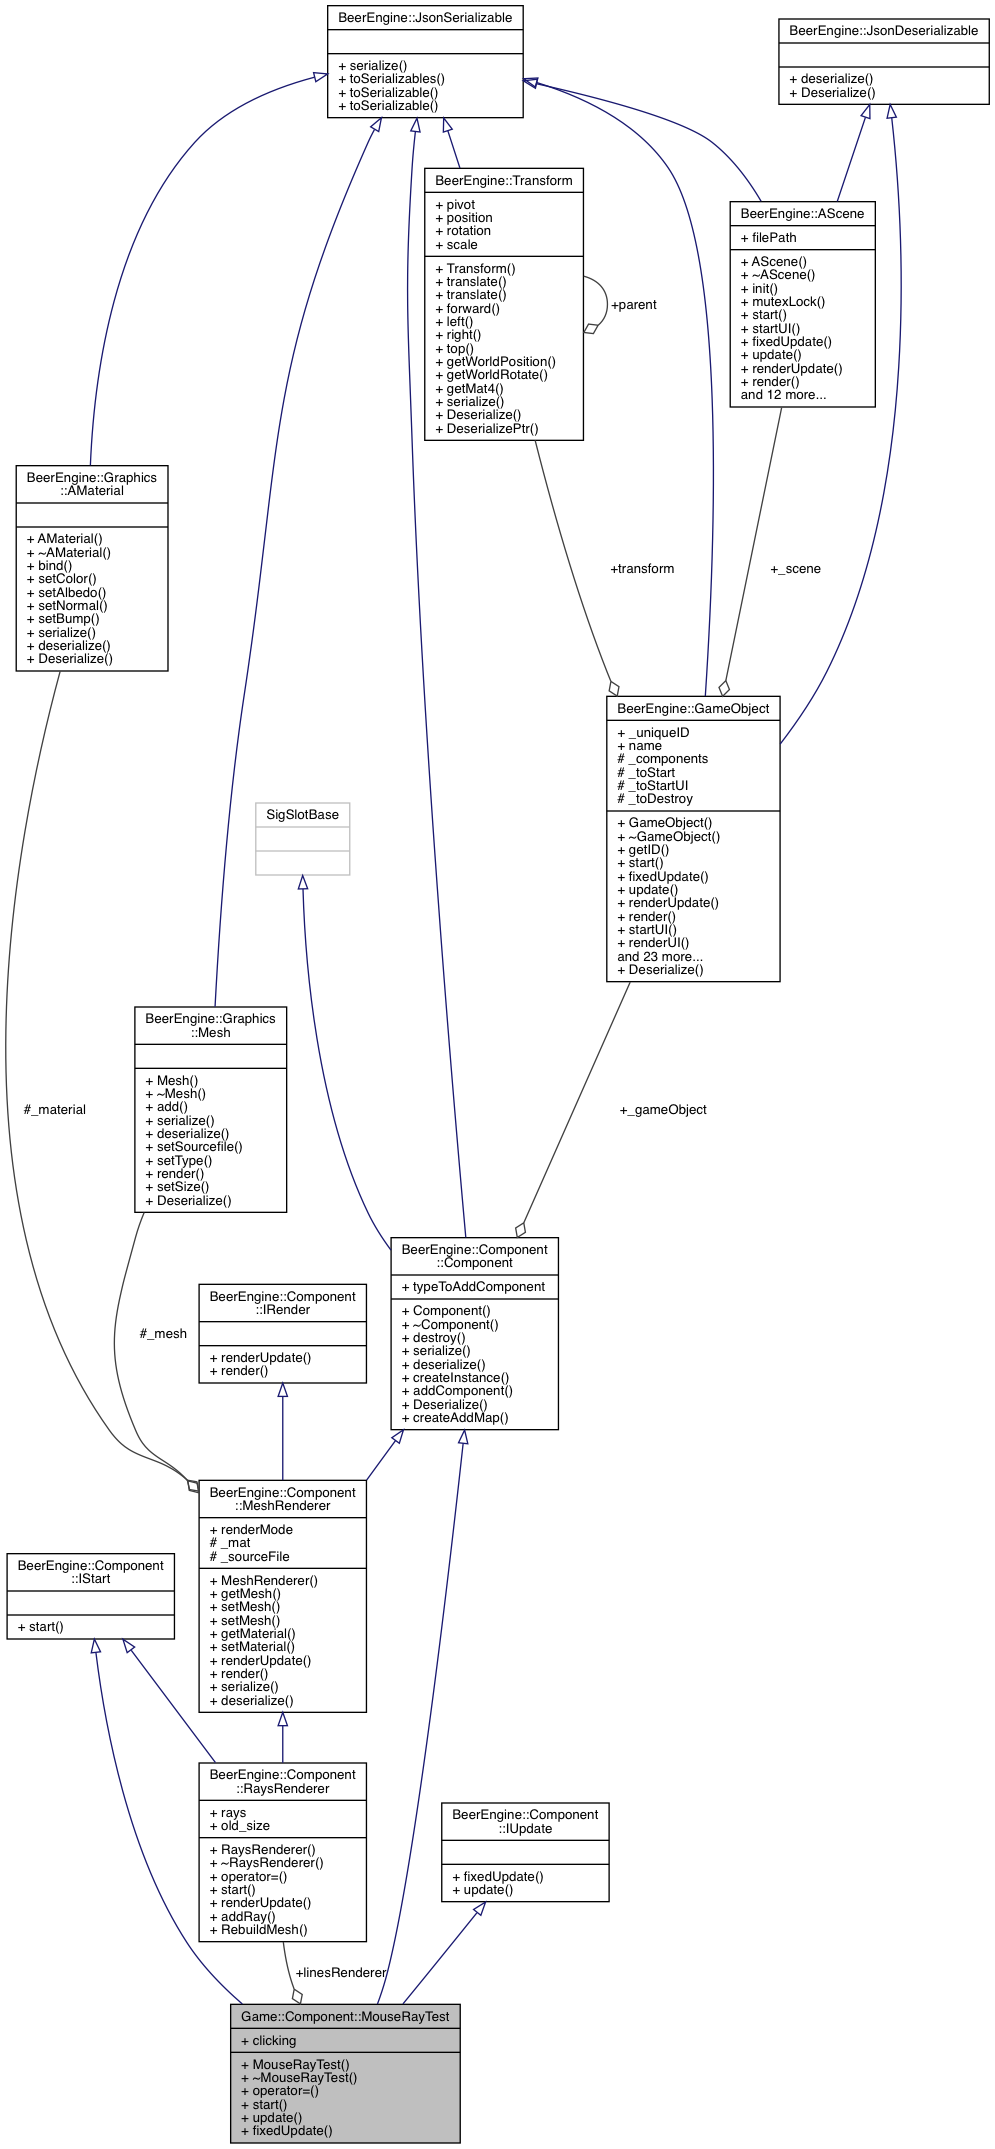 BeerEngine::JsonSerializable
+ serialize()
+ toSerializables()
+ toSerializable()
+ toSerializable()
BeerEngine::JsonDeserializable
+ deserialize()
+ Deserialize()
BeerEngine::Transform
+ pivot
+ position
+ rotation
+ scale
+ Transform()
+ translate()
+ translate()
+ forward()
+ left()
+ right()
+ top()
+ getWorldPosition()
+ getWorldRotate()
+ getMat4()
+ serialize()
+ Deserialize()
+ DeserializePtr()
+parent
BeerEngine::AScene
+ filePath
+ AScene()
+ ~AScene()
+ init()
+ mutexLock()
+ start()
+ startUI()
+ fixedUpdate()
+ update()
+ renderUpdate()
+ render()
and 12 more...
BeerEngine::Graphics
::AMaterial
+ AMaterial()
+ ~AMaterial()
+ bind()
+ setColor()
+ setAlbedo()
+ setNormal()
+ setBump()
+ serialize()
+ deserialize()
+ Deserialize()
+transform
+_scene
BeerEngine::GameObject
+ _uniqueID
+ name
# _components
# _toStart
# _toStartUI
# _toDestroy
+ GameObject()
+ ~GameObject()
+ getID()
+ start()
+ fixedUpdate()
+ update()
+ renderUpdate()
+ render()
+ startUI()
+ renderUI()
and 23 more...
+ Deserialize()
SigSlotBase
BeerEngine::Graphics
::Mesh
+ Mesh()
+ ~Mesh()
+ add()
+ serialize()
+ deserialize()
+ setSourcefile()
+ setType()
+ render()
+ setSize()
+ Deserialize()
#_material
+_gameObject
BeerEngine::Component
::Component
+ typeToAddComponent
+ Component()
+ ~Component()
+ destroy()
+ serialize()
+ deserialize()
+ createInstance()
+ addComponent()
+ Deserialize()
+ createAddMap()
BeerEngine::Component
::IRender
+ renderUpdate()
+ render()
#_mesh
BeerEngine::Component
::MeshRenderer
+ renderMode
# _mat
# _sourceFile
+ MeshRenderer()
+ getMesh()
+ setMesh()
+ setMesh()
+ getMaterial()
+ setMaterial()
+ renderUpdate()
+ render()
+ serialize()
+ deserialize()
BeerEngine::Component
::IStart
+ start()
BeerEngine::Component
::RaysRenderer
+ rays
+ old_size
+ RaysRenderer()
+ ~RaysRenderer()
+ operator=()
+ start()
+ renderUpdate()
+ addRay()
+ RebuildMesh()
BeerEngine::Component
::IUpdate
+ fixedUpdate()
+ update()
+linesRenderer
Game::Component::MouseRayTest
+ clicking
+ MouseRayTest()
+ ~MouseRayTest()
+ operator=()
+ start()
+ update()
+ fixedUpdate()